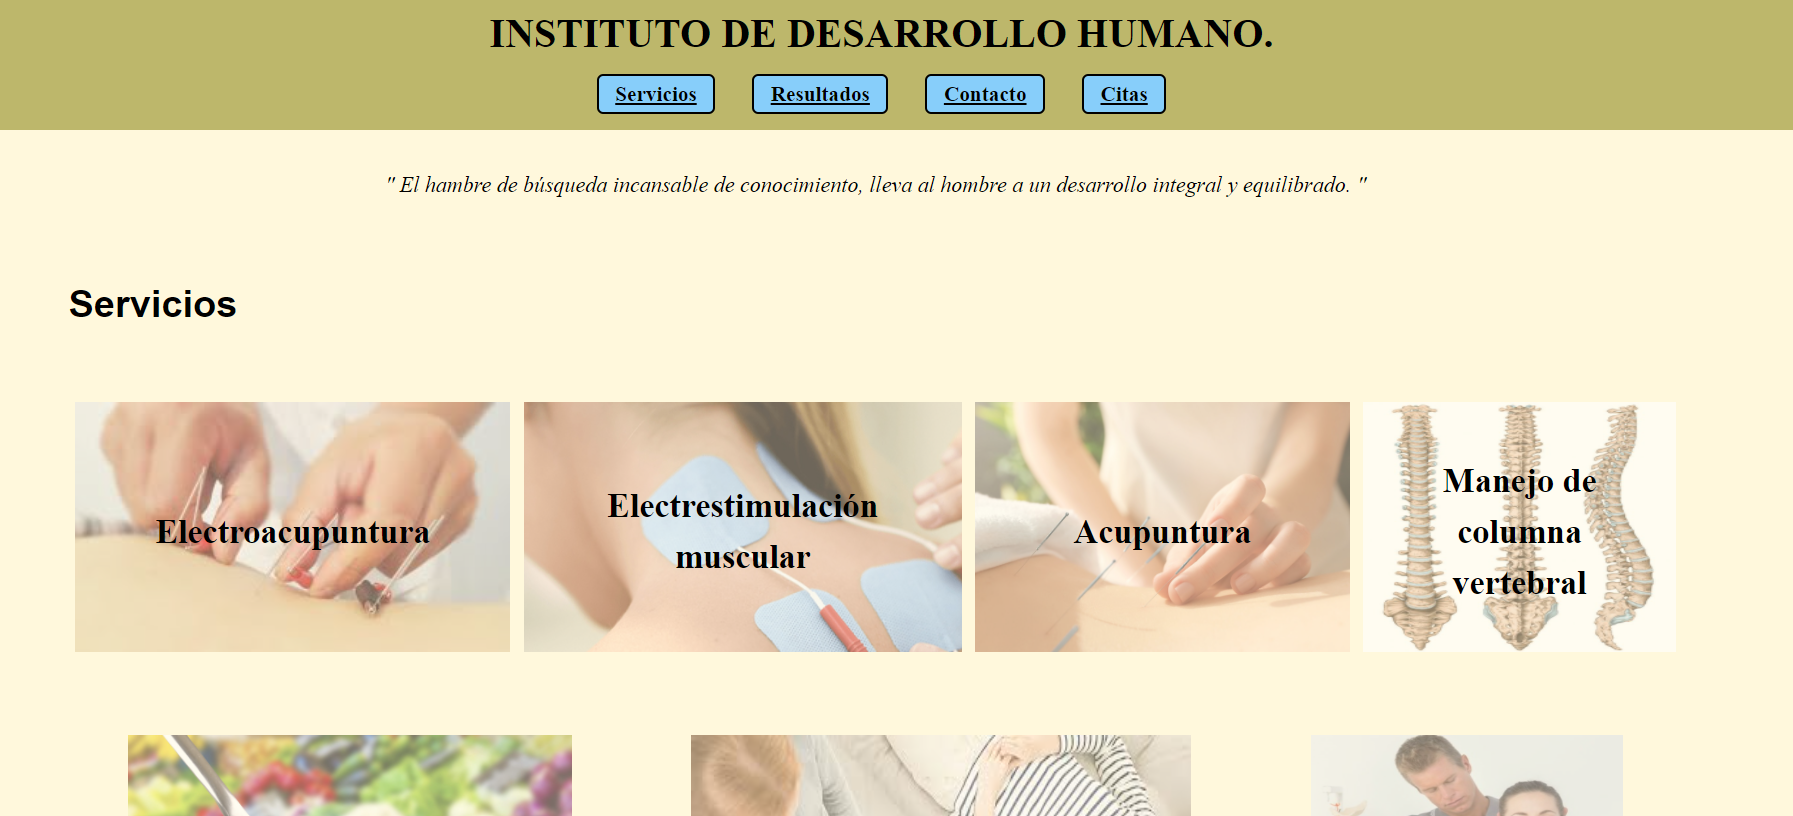 INSTITUTO DE DESARROLLO HUMANO.
Servicios Resultados Contacto Citas
" El hambre de búsqueda incansable de conocimiento, lleva al hombre a un desarrollo integral y equilibrado. "
Servicios
Electroacupuntura
Electrestimulación
muscular
Acupuntura
Manejo de
columna
vertebral